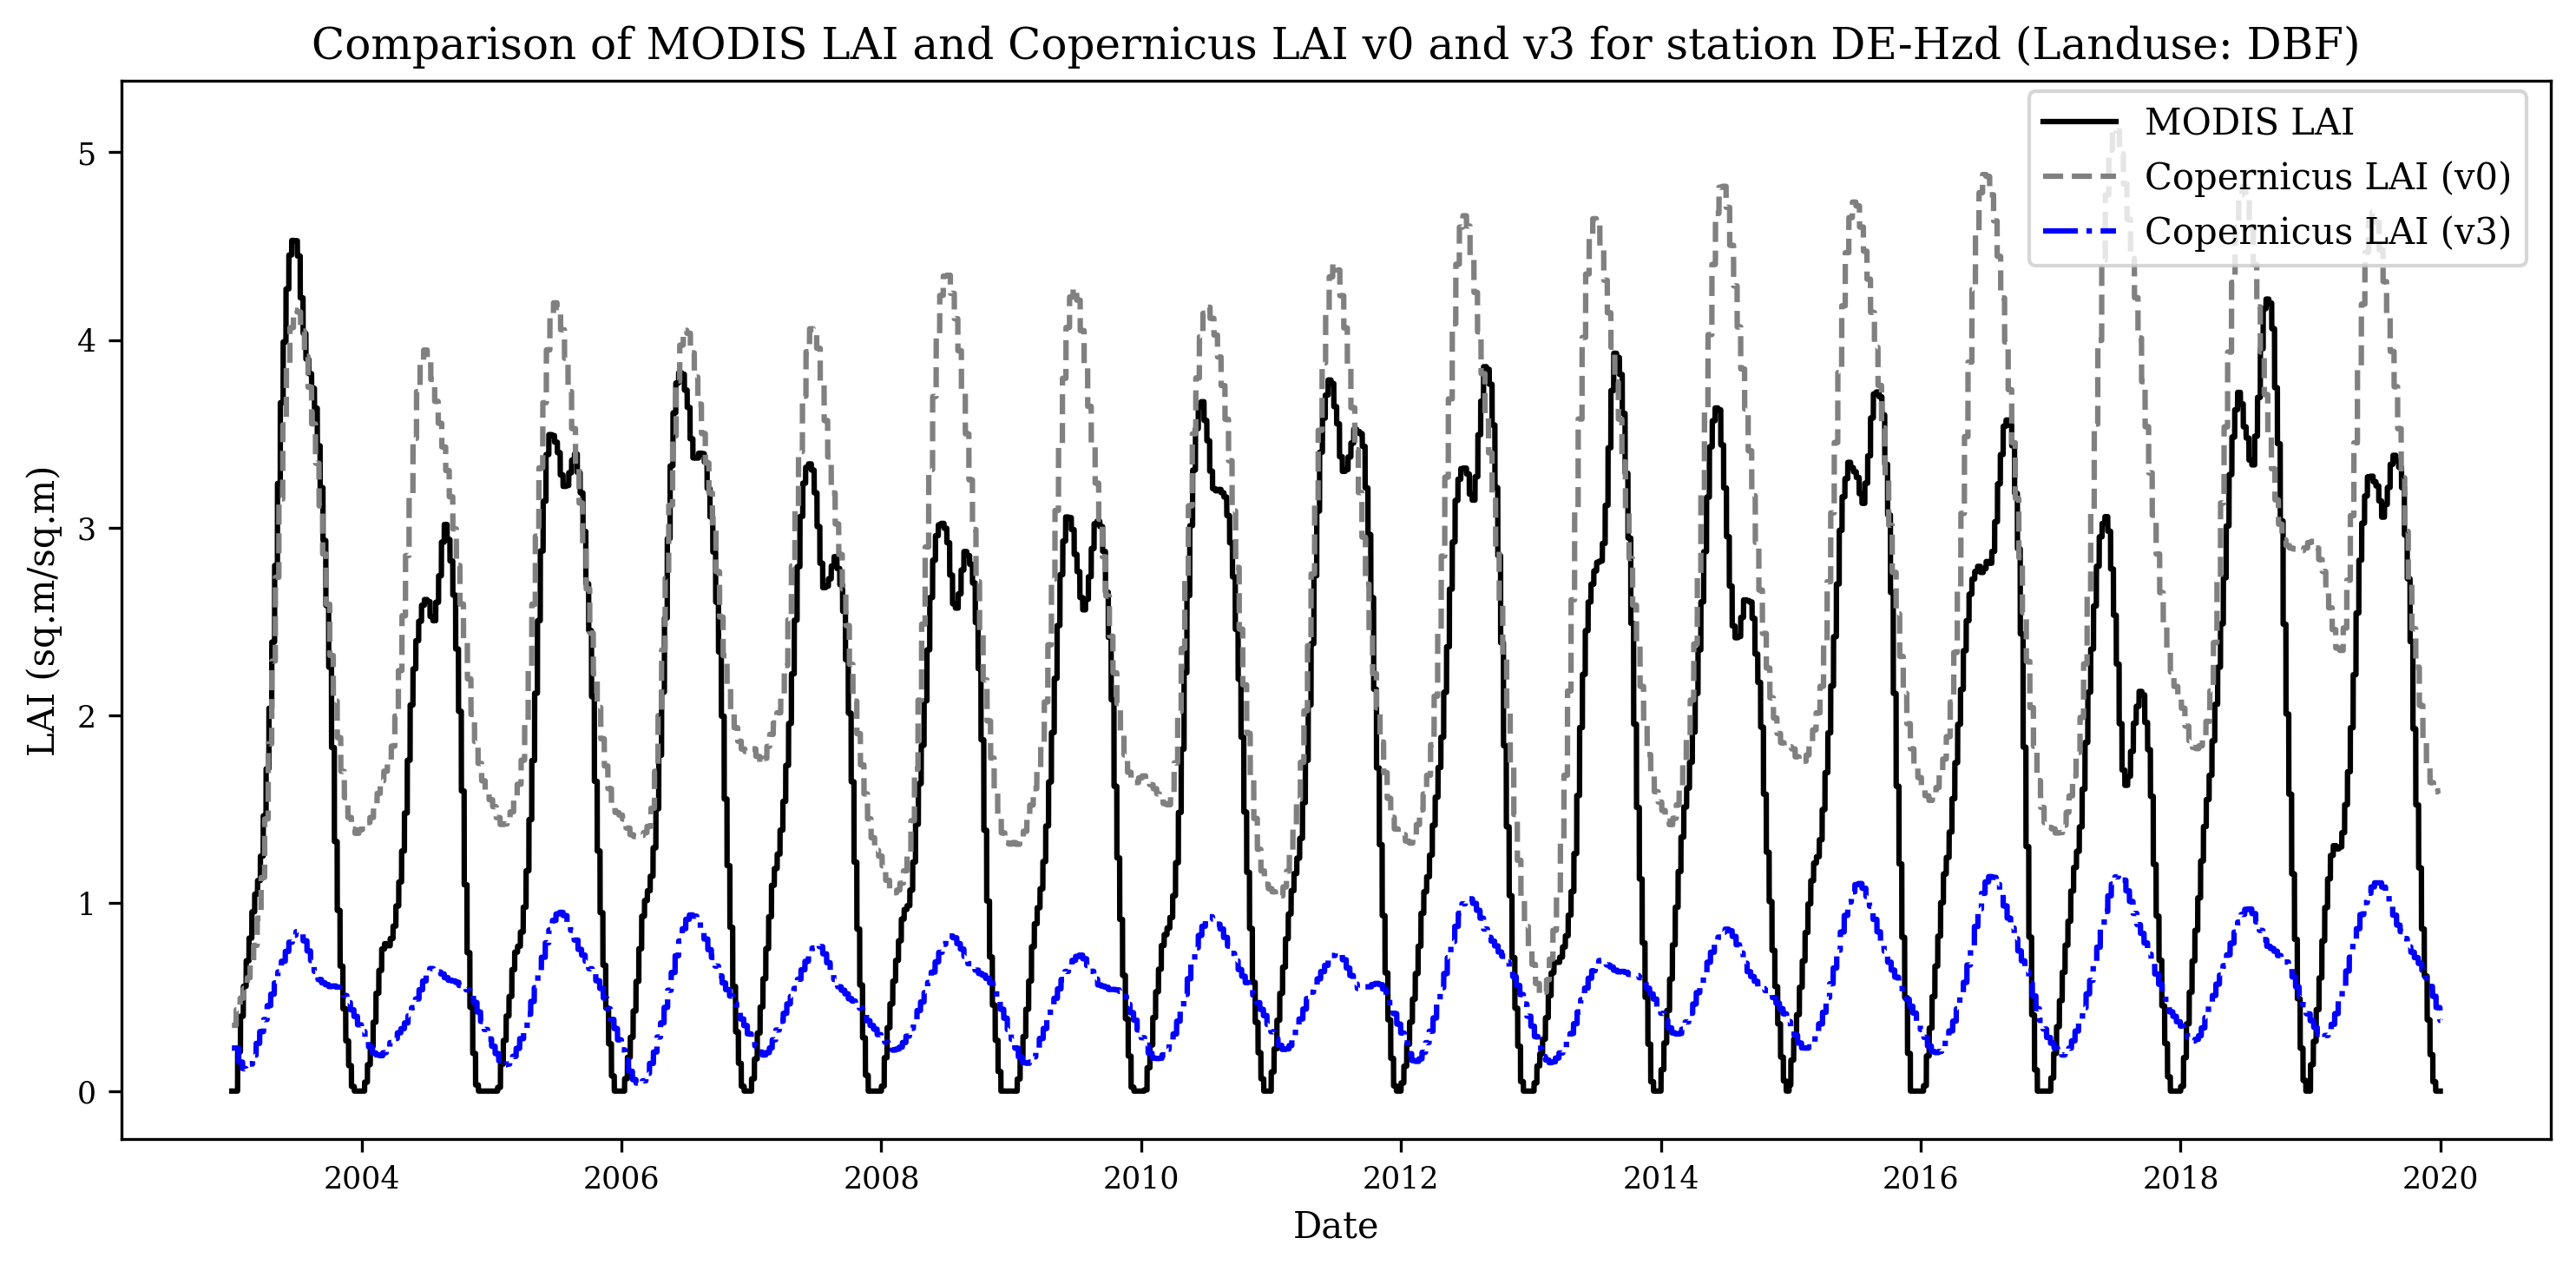 Comparison of MODIS LAI and Copernicus LAI v0 and v3 for station DE-Hzd (Landuse: DBF)
MODIS LAI
Copernicus LAI (v0)
Copernicus LAI (v3)
LAI (sq.m/sq.m)
5
4
3
2
1
0
2004 2006 2008 2010 2012 2014 2016 2018 2020
Date